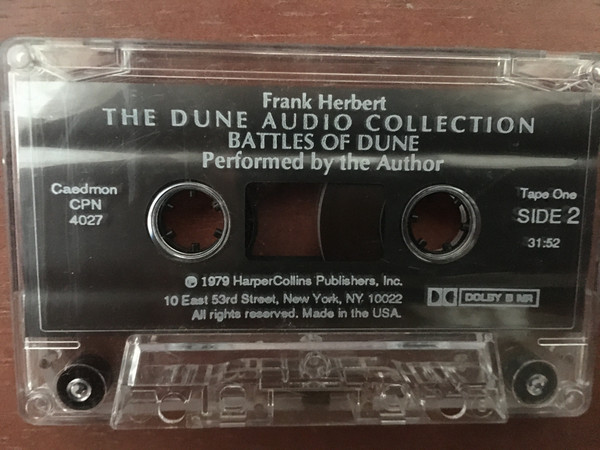 Frank Herbert
THE DUNE AUDIO COLLECTION
BATTLES OF DUNE
Performed by the Author
Caedmon
CPN
4027
Tape One
SIDE 2
31:52
℗ 1979 HarperCollins Publishers, Inc.
10 East 53rd Street, New York, NY 10022
All rights reserved. Made in the USA.
DOLBY B NR